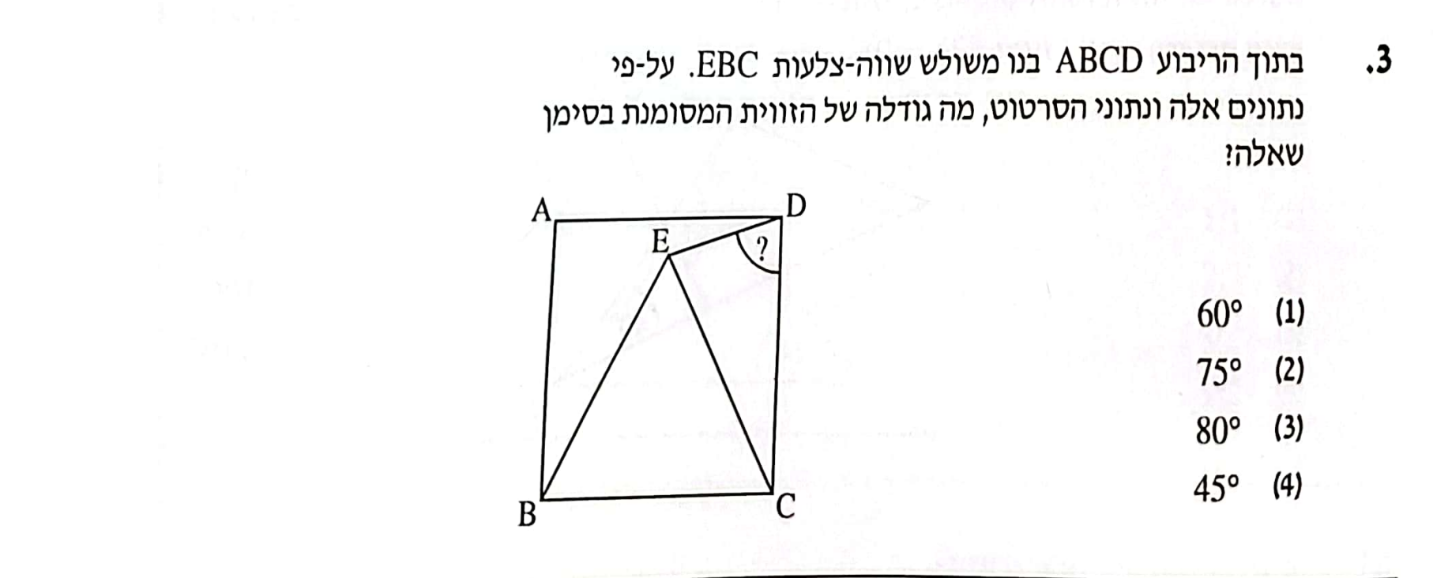 3. בתוך הריבוע ABCD בנו משולש שווה-צלעות EBC. על-פי
נתונים אלה ונתוני הסרטוט, מה גודלה של הזווית המסומנת בסימן
שאלה?
A
D
E
?
B
C
(1) 60°
(2) 75°
(3) 80°
(4) 45°